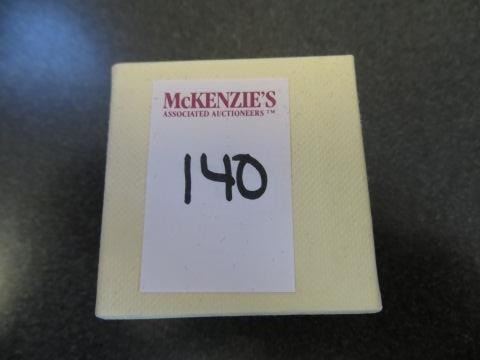 McKENZIE'S
ASSOCIATED AUCTIONEERS ™
140